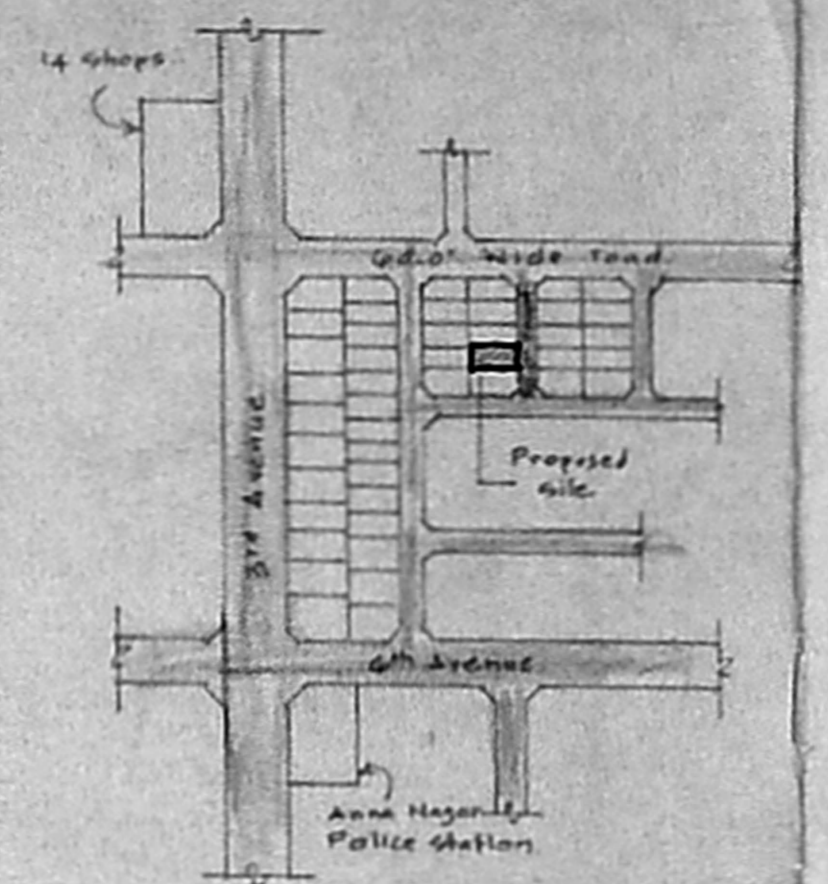 14 Shops
60.0' Wide road
Proposed
site
3rd Avenue
6th Avenue
Anna Nagar
Police Station